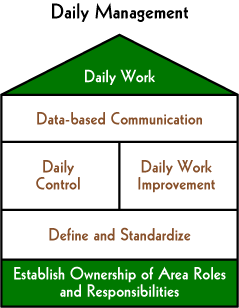 Daily Management
Daily Work
Data-based Communication
Daily
Control
Daily Work
Improvement
Define and Standardize
Establish Ownership of Area Roles
and Responsibilities